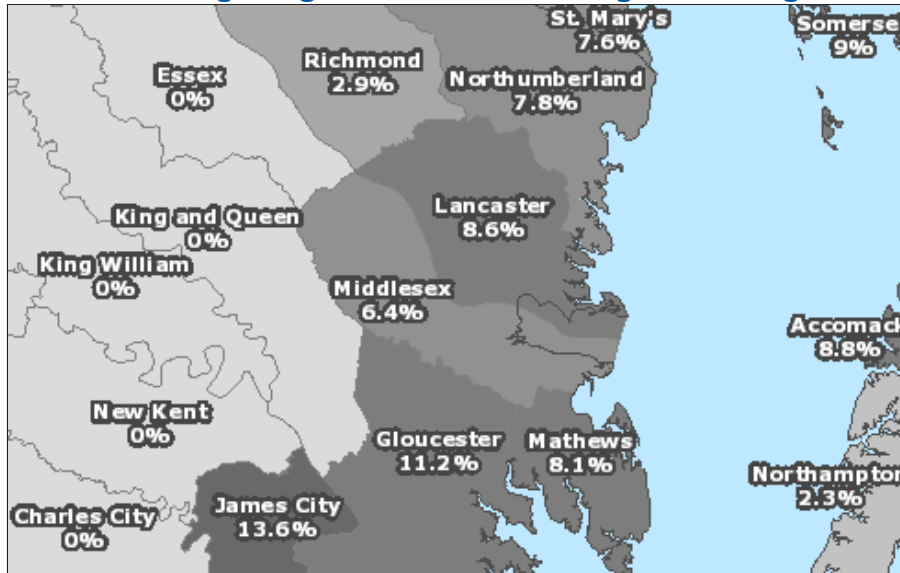 St. Mary's
7.6%
Somerse
9%
Richmond
2.9%
Essex
0%
Northumberland
7.8%
Lancaster
8.6%
King and Queen
0%
King William
0%
Middlesex
6.4%
Accomack
8.8%
New Kent
0%
Gloucester
11.2%
Mathews
8.1%
Northampton
2.3%
James City
13.6%
Charles City
0%